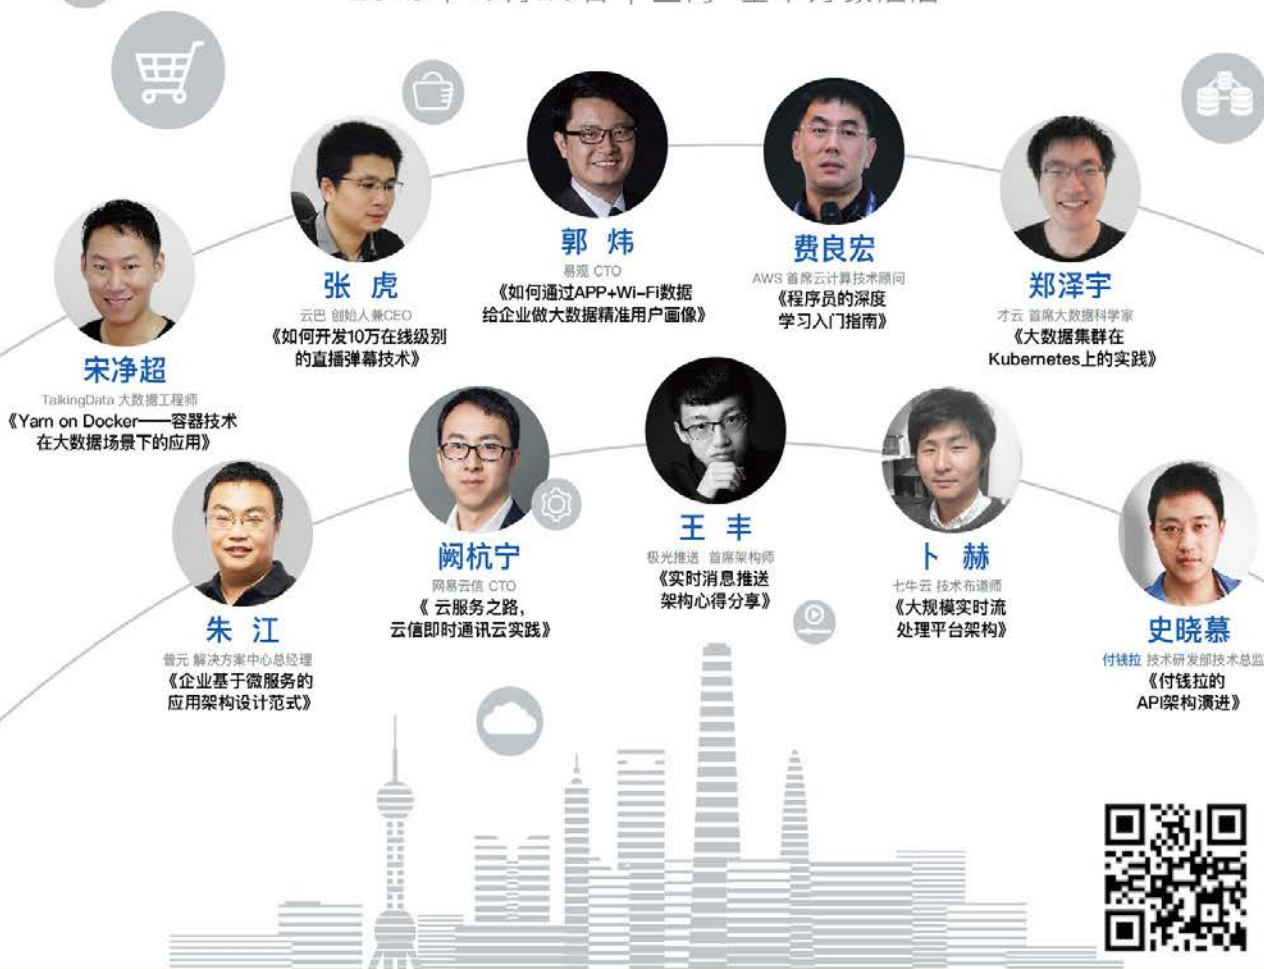 郭 炜
易观 CTO
《如何通过APP+Wi-Fi数据
给企业做大数据精准用户画像》
费良宏
AWS 首席云计算技术顾问
《程序员的深度
学习入门指南》
张 虎
云巴 创始人兼CEO
《如何开发10万在线级别
的直播弹幕技术》
郑泽宇
才云 首席大数据科学家
《大数据集群在
Kubernetes上的实践》
宋净超
TalkingData 大数据工程师
《Yarn on Docker——容器技术
在大数据场景下的应用》
王 丰
极光推送 首席架构师
《实时消息推送
架构心得分享》
阙杭宁
网易云信 CTO
《 云服务之路,
云信即时通讯云实践》
卜 赫
七牛云 技术布道师
《大规模实时流
处理平台架构》
朱 江
普元 解决方案中心总经理
《企业基于微服务的
应用架构设计范式》
史晓慕
付钱拉 技术研发部技术总监
《付钱拉的
API架构演进》